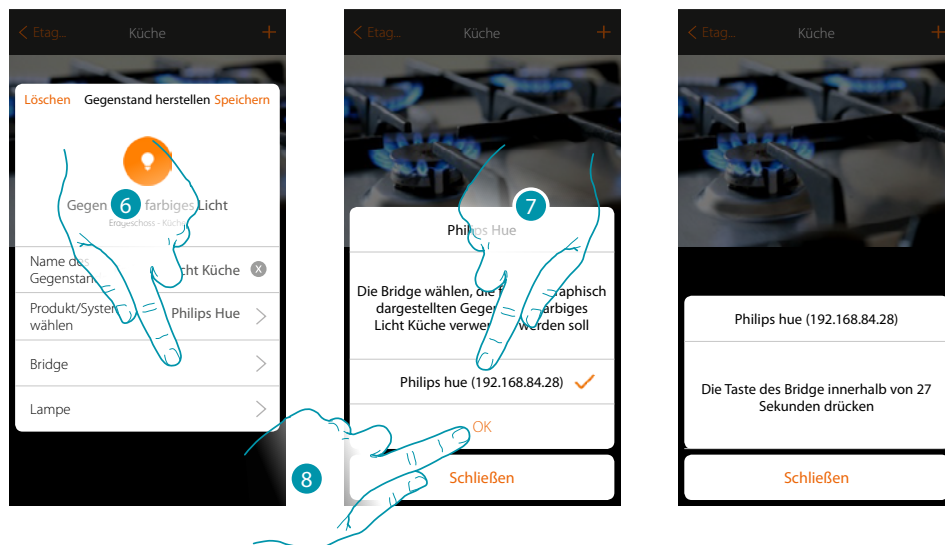 < Etag... Küche +
Löschen Gegenstand herstellen Speichern
6
Gegen farbiges Licht
Erdgeschoss - Küche
Name des
Gegenstan cht Küche X
Produkt/System
wählen Philips Hue >
Bridge >
Lampe >
8
< Etag... Küche +
7
Philips Hue
Die Bridge wählen, die f raphisch
dargestellten Gegen farbiges
Licht Küche verwen werden soll
Philips hue (192.168.84.28)
OK
Schließen
< Etag... Küche +
Philips hue (192.168.84.28)
Die Taste des Bridge innerhalb von 27
Sekunden drücken
Schließen